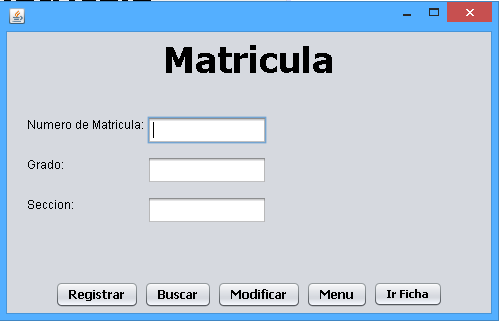 Matricula
Numero de Matricula:
Grado:
Seccion:
Registrar Buscar Modificar Menu Ir Ficha